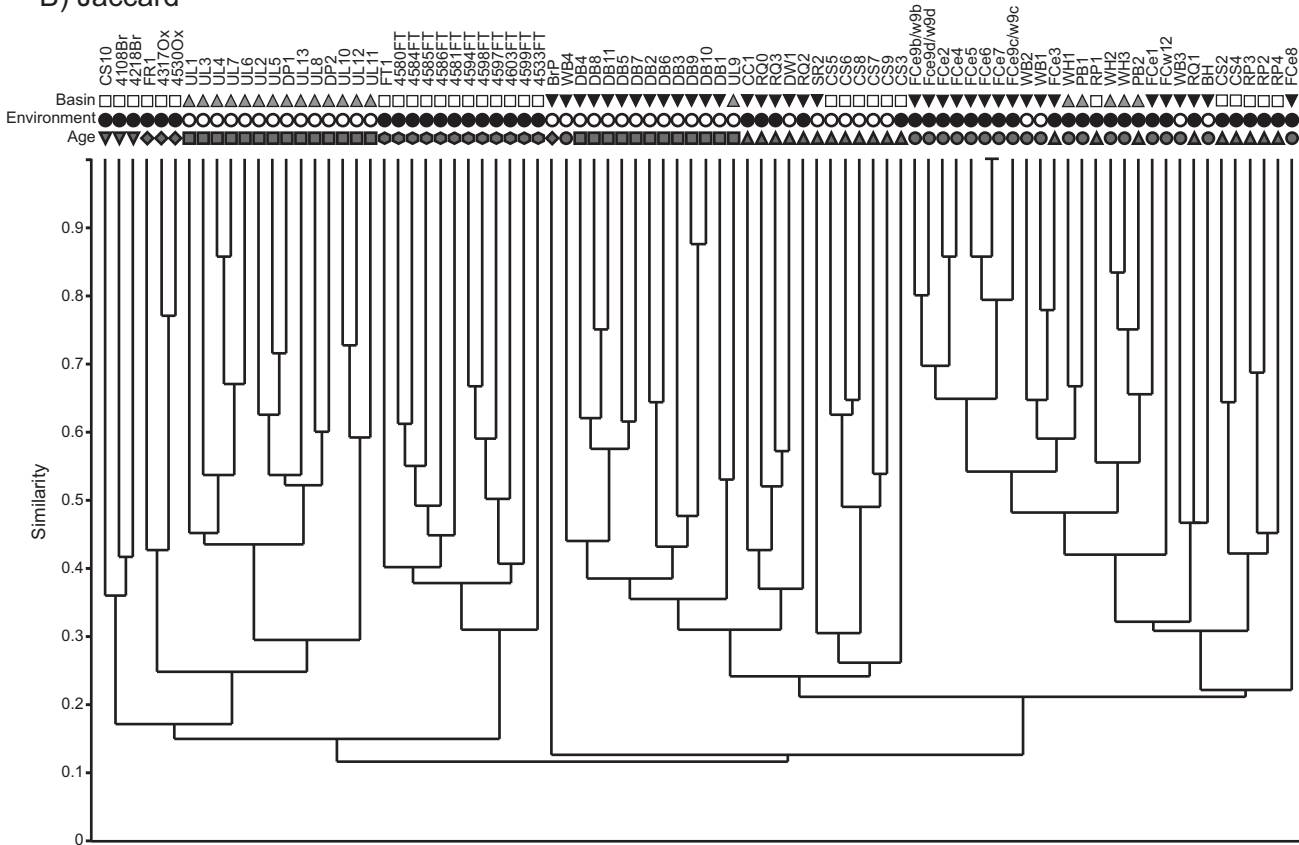 B) Jaccard
CS10 4108Br 4218Br FR1 4317Ox 4530Ox UL1 UL3 UL4 UL7 UL6 UL2 UL5 DP1 UL13 UL8 DP2 UL10 UL12 UL11 FT1 4580FT 4584FT 4585FT 4586FT 4581FT 4594FT 4598FT 4597FT 4603FT 4599FT 4533FT BrP WB4 DB4 DB8 DB11 DB5 DB7 DB2 DB6 DB3 DB9 DB10 DB1 UL9 CC1 RQ0 RQ3 DW1 RQ2 SR2 CS5 CS6 CS8 CS7 CS9 CS3 FCe9b/w9b Fce9d/w9d FCe2 FCe4 FCe5 FCe6 FCe7 FCe9c/w9c WB2 WB1 FCe3 WH1 PB1 RP1 WH2 WH3 PB2 FCe1 FCw12 WB3 RQ1 BH CS2 CS4 RP3 RP2 RP4 FCe8
Basin
Environment
Age
0.9
0.8
0.7
0.6
0.5
0.4
0.3
0.2
0.1
0
Similarity